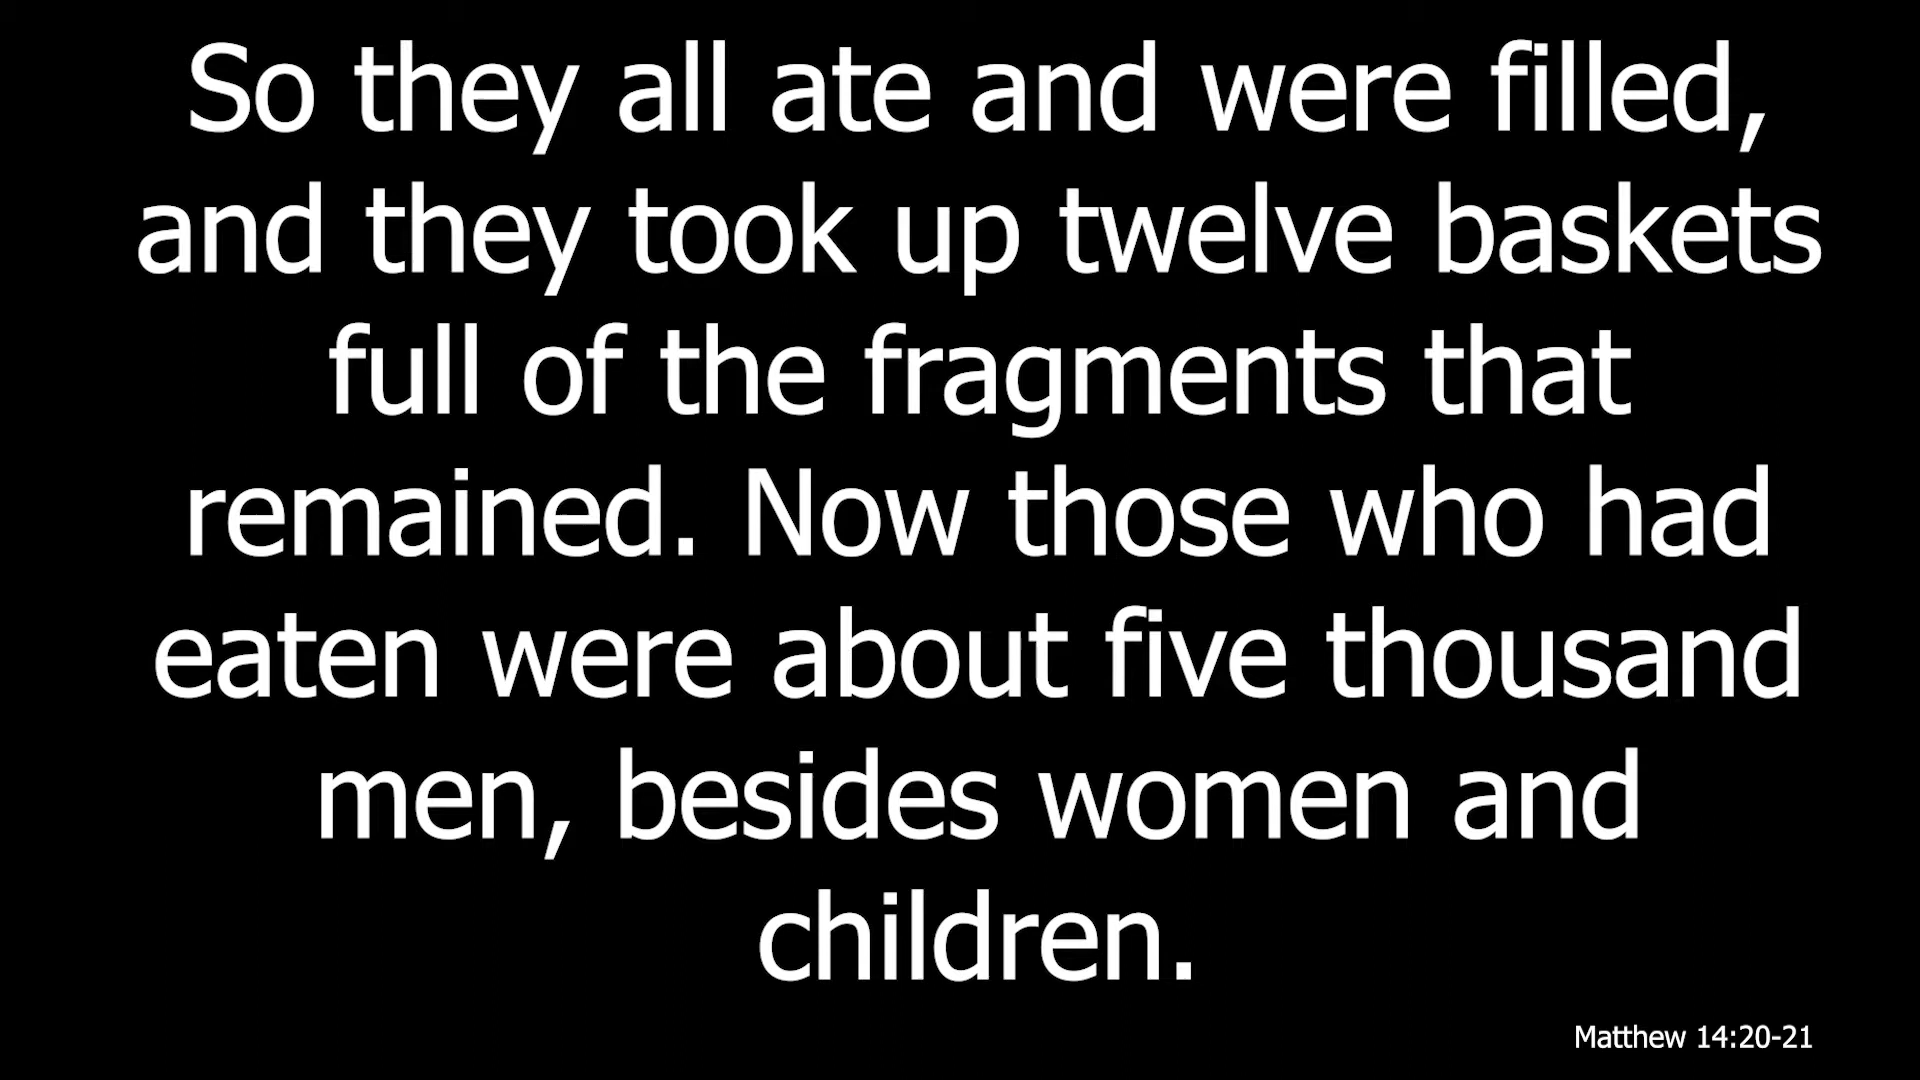 So they all ate and were filled,
and they took up twelve baskets
full of the fragments that
remained. Now those who had
eaten were about five thousand
men, besides women and
children.
Matthew 14:20-21